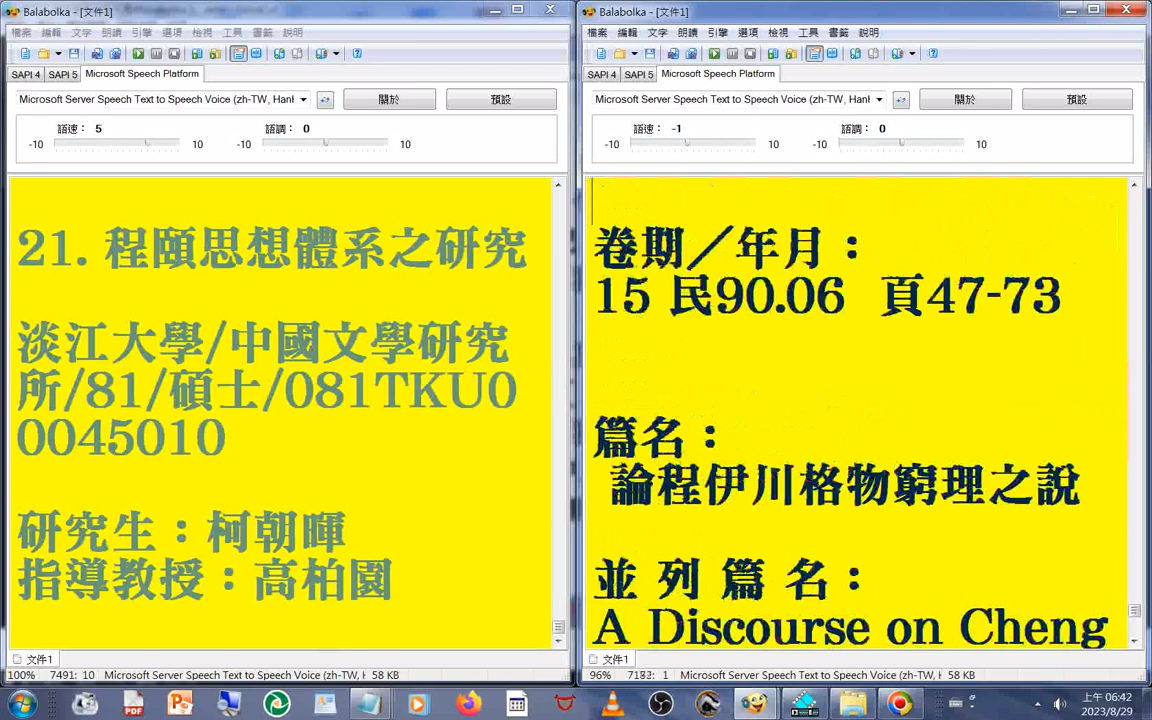 Balabolka - [文件1]
檔案 編輯 文字 朗讀 引擎 選項 檢視 工具 書籤 說明
SAPI 4 SAPI 5 Microsoft Speech Platform
Microsoft Server Speech Text to Speech Voice (zh-TW, Hanl
關於 預設
語速： 5 語調： 0
-10 10 -10 10
21. 程頤思想體系之研究
淡江大學/中國文學研究
所/81/碩士/081TKU0
0045010
研究生：柯朝暉
指導教授：高柏園
文件1
100% 7491: 10 Microsoft Server Speech Text to Speech Voice (zh-TW, H 58 KB
Balabolka - [文件1]
檔案 編輯 文字 朗讀 引擎 選項 檢視 工具 書籤 說明
SAPI 4 SAPI 5 Microsoft Speech Platform
Microsoft Server Speech Text to Speech Voice (zh-TW, Hanl
關於 預設
語速： -1 語調： 0
-10 10 -10 10
卷期／年月：
15 民90.06 頁47-73
篇名：
論程伊川格物窮理之說
並 列 篇 名：
A Discourse on Cheng
文件1
96% 7182: 1 Microsoft Server Speech Text to Speech Voice (zh-TW, H 58 KB
上午 06:42
2023/8/29